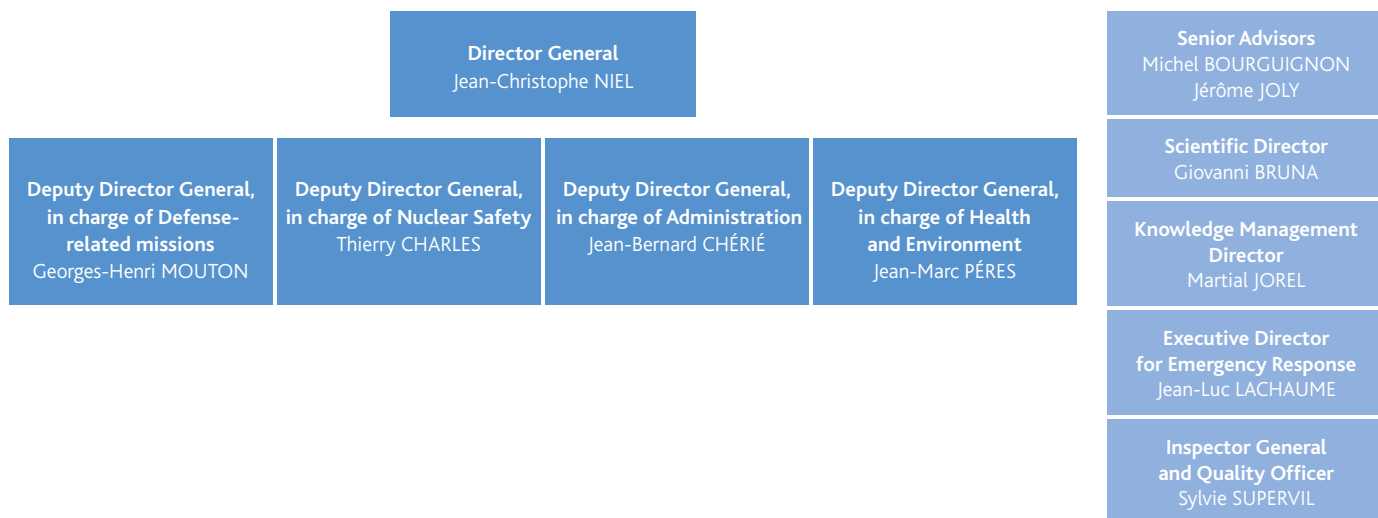 Director General
Jean-Christophe NIEL
Deputy Director General,
in charge of Defense-
related missions
Georges-Henri MOUTON
Deputy Director General,
in charge of Nuclear Safety
Thierry CHARLES
Deputy Director General,
in charge of Administration
Jean-Bernard CHÉRIÉ
Deputy Director General,
in charge of Health
and Environment
Jean-Marc PÉRES
Senior Advisors
Michel BOURGUIGNON
Jérôme JOLY
Scientific Director
Giovanni BRUNA
Knowledge Management
Director
Martial JOREL
Executive Director
for Emergency Response
Jean-Luc LACHAUME
Inspector General
and Quality Officer
Sylvie SUPERVIL